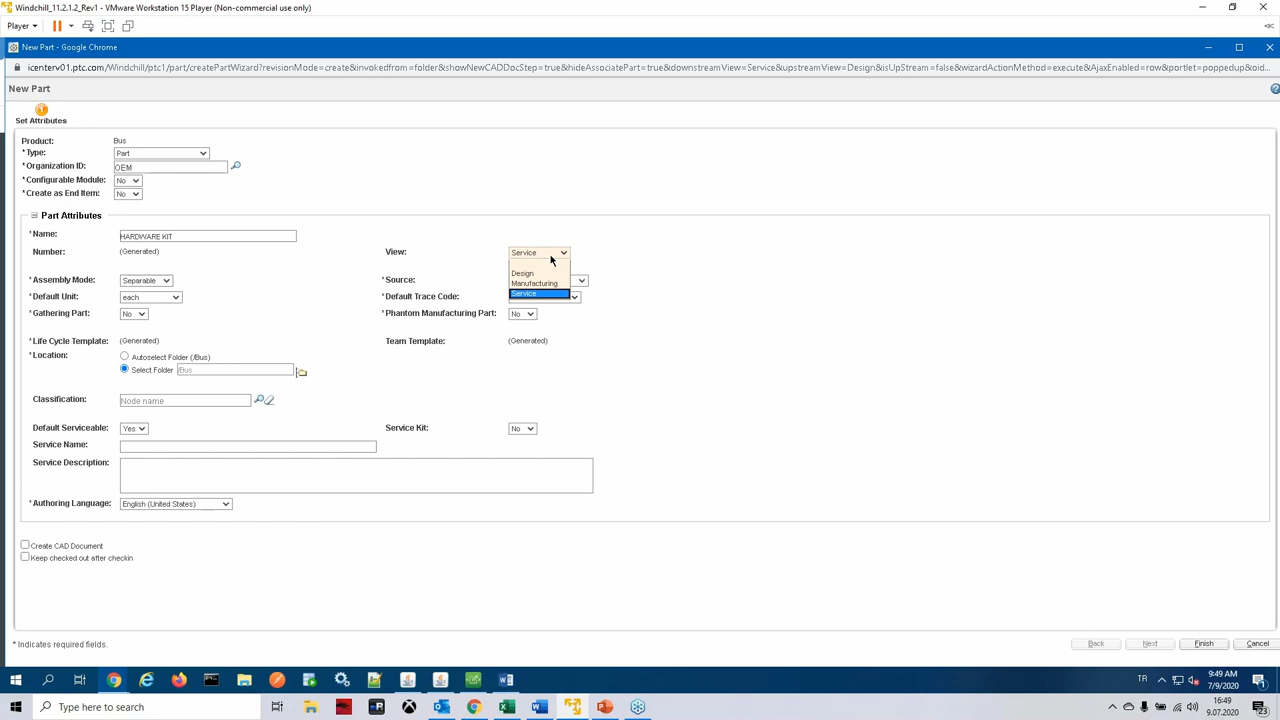 Windchill_11.2.1.2_Rev1 - VMware Workstation 15 Player (Non-commercial use only)
Player
New Part - Google Chrome
icenterv01.ptc.com/Windchill/ptc1/part/createPartWizard?revisionMode=create&invokedfrom=folder&showNewCADDocStep=true&hideAssociatePart=true&downstreamView=Service&upstreamView=Design&isUpStream=false&wizardActionMethod=execute&AjaxEnabled=row&portlet=poppedup&oid...
New Part
Set Attributes
Product: Bus
*Type: Part
*Organization ID: OEM
*Configurable Module: No
*Create as End Item: No
Part Attributes
*Name: HARDWARE KIT
Number: (Generated) View: Service
Design
Manufacturing
Service
*Assembly Mode: Separable *Source:
*Default Unit: each *Default Trace Code:
*Gathering Part: No *Phantom Manufacturing Part: No
*Life Cycle Template: (Generated) Team Template: (Generated)
*Location: Autoselect Folder (/Bus)
Select Folder /Bus
Classification: Node name
Default Serviceable: Yes Service Kit: No
Service Name:
Service Description:
*Authoring Language: English (United States)
Create CAD Document
Keep checked out after checkin
* Indicates required fields.
Back Next Finish Cancel
TR 9:49 AM
7/9/2020
1
Type here to search
16:49
9.07.2020
23